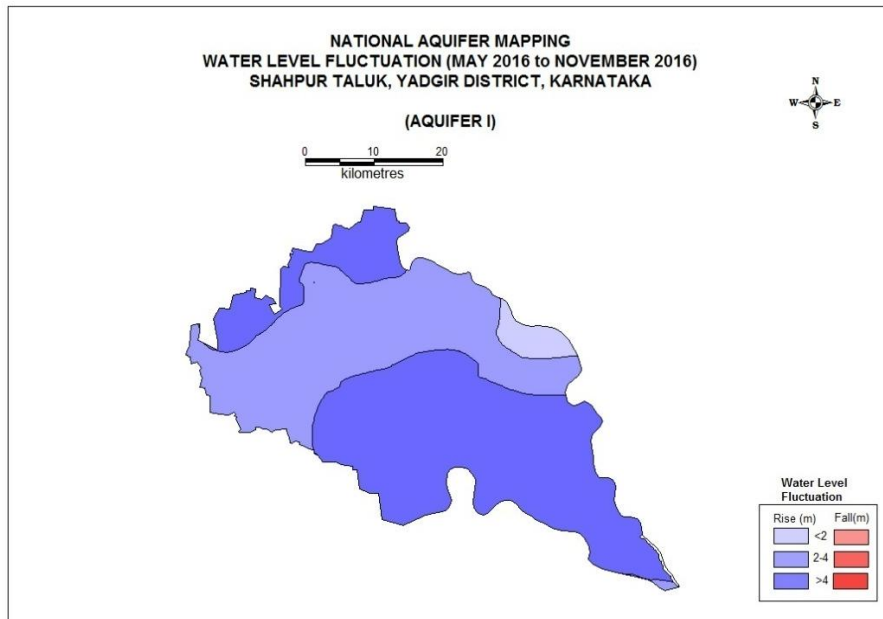 NATIONAL AQUIFER MAPPING
WATER LEVEL FLUCTUATION (MAY 2016 to NOVEMBER 2016)
SHAHPUR TALUK, YADGIR DISTRICT, KARNATAKA
(AQUIFER I)
N
W E
S
0 10 20
kilometres
Water Level
Fluctuation
Rise (m) Fall(m)
<2
2-4
>4